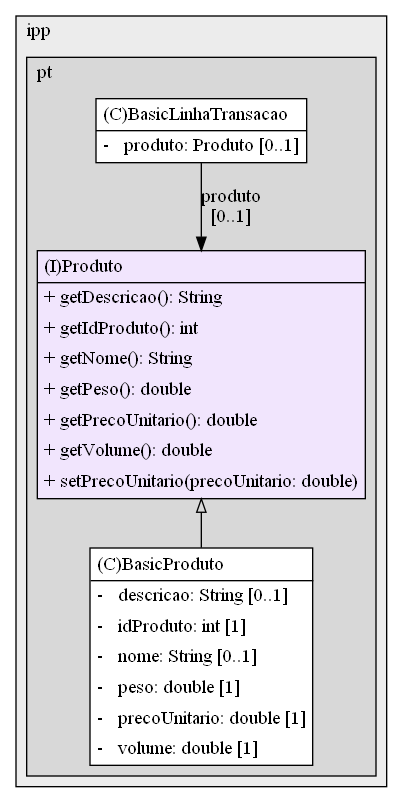 ipp
pt
(C)BasicLinhaTransacao
- produto: Produto [0..1]
produto
[0..1]
(I)Produto
+ getDescricao(): String
+ getIdProduto(): int
+ getNome(): String
+ getPeso(): double
+ getPrecoUnitario(): double
+ getVolume(): double
+ setPrecoUnitario(precoUnitario: double)
(C)BasicProduto
- descricao: String [0..1]
- idProduto: int [1]
- nome: String [0..1]
- peso: double [1]
- precoUnitario: double [1]
- volume: double [1]